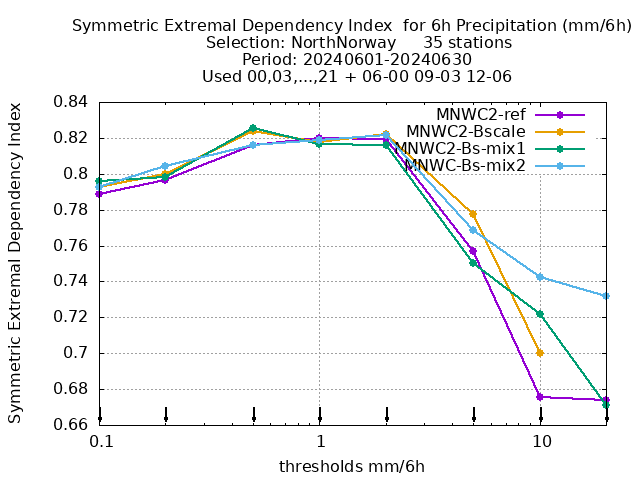 Symmetric Extremal Dependency Index  for 6h Precipitation (mm/6h)
Selection: NorthNorway     35 stations
Period: 20240601-20240630
Used 00,03,...,21 + 06-00 09-03 12-06
Symmetric Extremal Dependency Index
0.84
0.82
0.8
0.78
0.76
0.74
0.72
0.7
0.68
0.66
MNWC2-ref
MNWC2-Bscale
MNWC2-Bs-mix1
MNWC-Bs-mix2
0.1
1
10
thresholds mm/6h